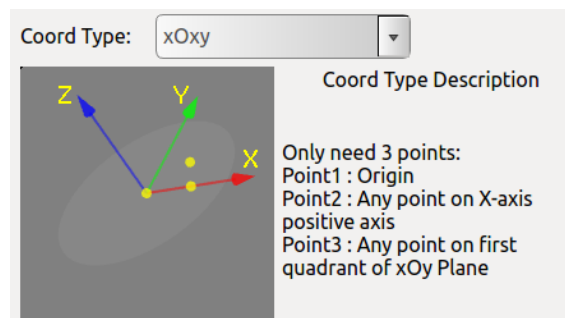 Coord Type: xOxy
Coord Type Description
Z Y
X
Only need 3 points:
Point1 : Origin
Point2 : Any point on X-axis
positive axis
Point3 : Any point on first
quadrant of xOy Plane